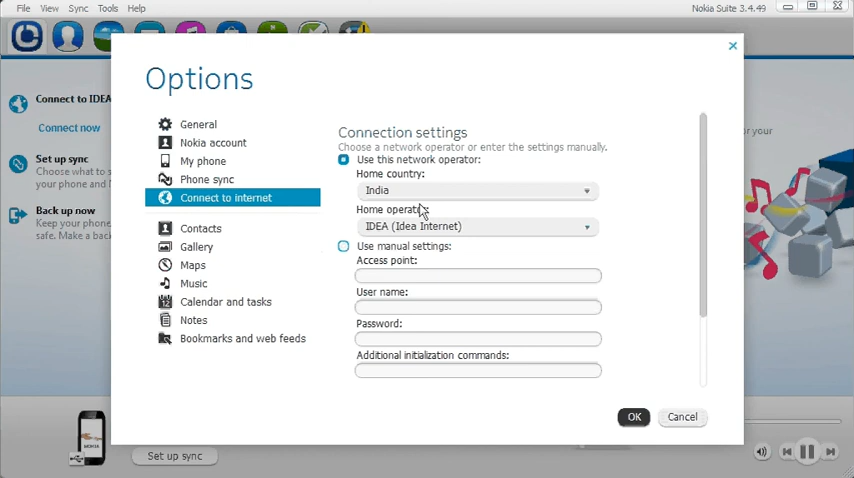 File View Sync Tools Help
Nokia Suite 3.4.49
Options
Connect to IDEA
Connect now
Set up sync
Choose what to s
your phone and N
Back up now
Keep your phone
safe. Make a back
General
Nokia account
My phone
Phone sync
Connect to internet
Contacts
Gallery
Maps
Music
Calendar and tasks
Notes
Bookmarks and web feeds
Connection settings
Choose a network operator or enter the settings manually.
Use this network operator:
Home country:
India
Home operator:
IDEA (Idea Internet)
Use manual settings:
Access point:
User name:
Password:
Additional initialization commands:
or your
OK Cancel
NOKIA
Set up sync